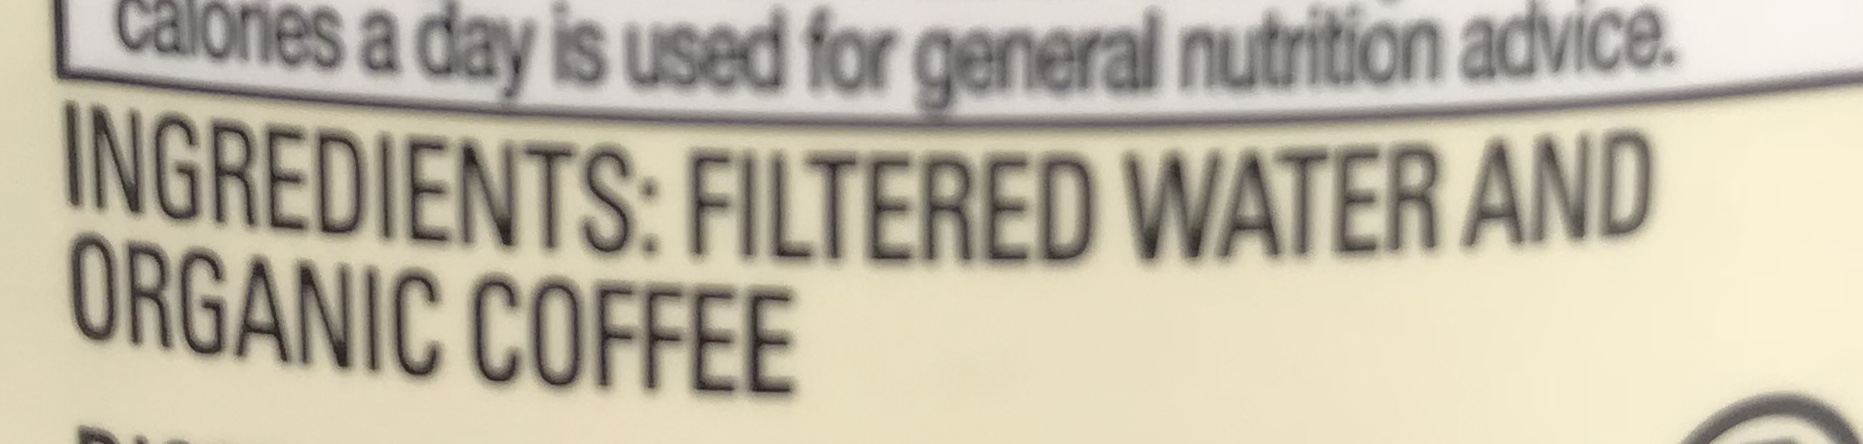 calories a day is used for general nutrition advice.
INGREDIENTS: FILTERED WATER AND
ORGANIC COFFEE